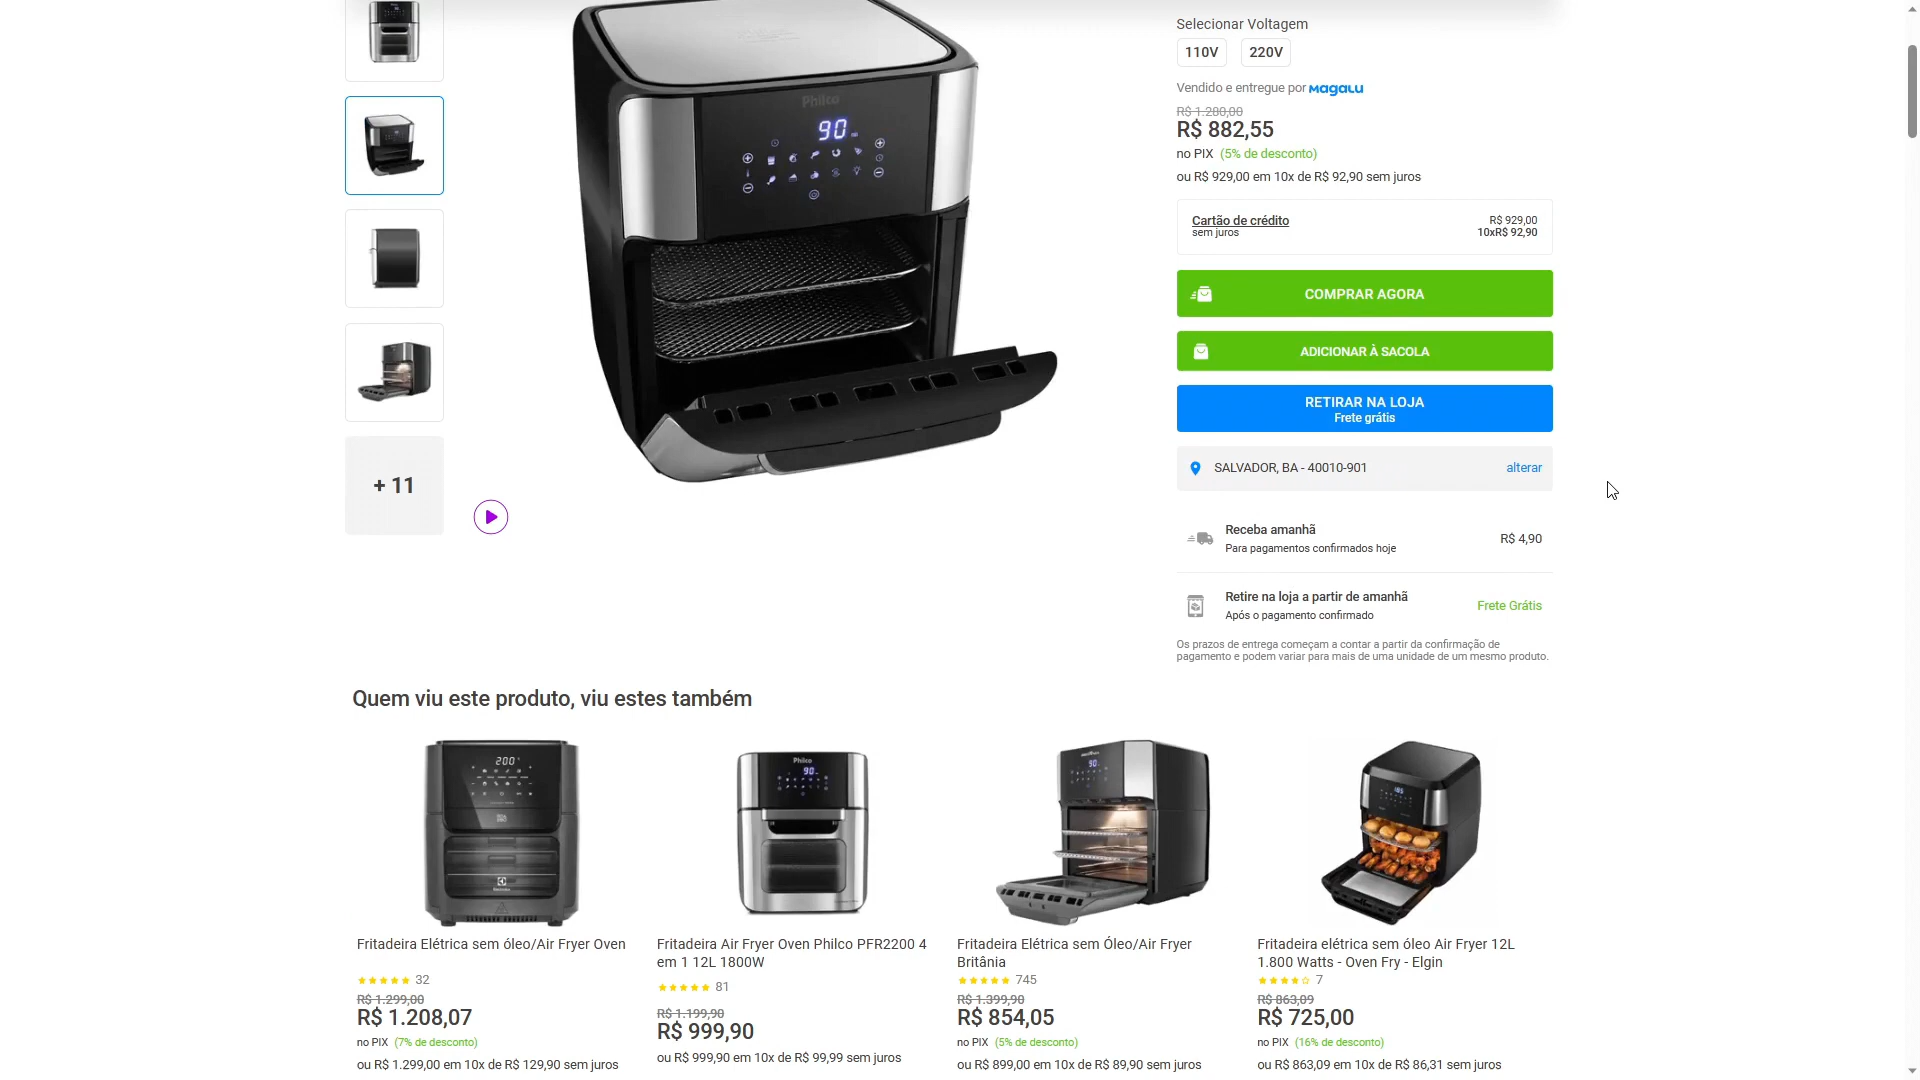 Selecionar Voltagem
110V 220V
Vendido e entregue por Magalu
R$ 1.280,00
R$ 882,55
no PIX (5% de desconto)
ou R$ 929,00 em 10x de R$ 92,90 sem juros
Cartão de crédito R$ 929,00
sem juros 10xR$ 92,90
COMPRAR AGORA
ADICIONAR À SACOLA
RETIRAR NA LOJA
Frete grátis
SALVADOR, BA - 40010-901 alterar
Receba amanhã
Para pagamentos confirmados hoje
R$ 4,90
Retire na loja a partir de amanhã
Após o pagamento confirmado
Frete Grátis
Os prazos de entrega começam a contar a partir da confirmação de
pagamento e podem variar para mais de uma unidade de um mesmo produto.
Philco
90
+ 11
Quem viu este produto, viu estes também
200
Electrolux
Fritadeira Elétrica sem óleo/Air Fryer Oven
32
R$ 1.299,00
R$ 1.208,07
no PIX (7% de desconto)
ou R$ 1.299,00 em 10x de R$ 129,90 sem juros
Philco
90
Fritadeira Air Fryer Oven Philco PFR2200 4
em 1 12L 1800W
81
R$ 1.199,90
R$ 999,90
ou R$ 999,90 em 10x de R$ 99,99 sem juros
90
Fritadeira Elétrica sem Óleo/Air Fryer
Britânia
745
R$ 1.399,90
R$ 854,05
no PIX (5% de desconto)
ou R$ 899,00 em 10x de R$ 89,90 sem juros
Fritadeira elétrica sem óleo Air Fryer 12L
1.800 Watts - Oven Fry - Elgin
7
R$ 863,09
R$ 725,00
no PIX (16% de desconto)
ou R$ 863,09 em 10x de R$ 86,31 sem juros